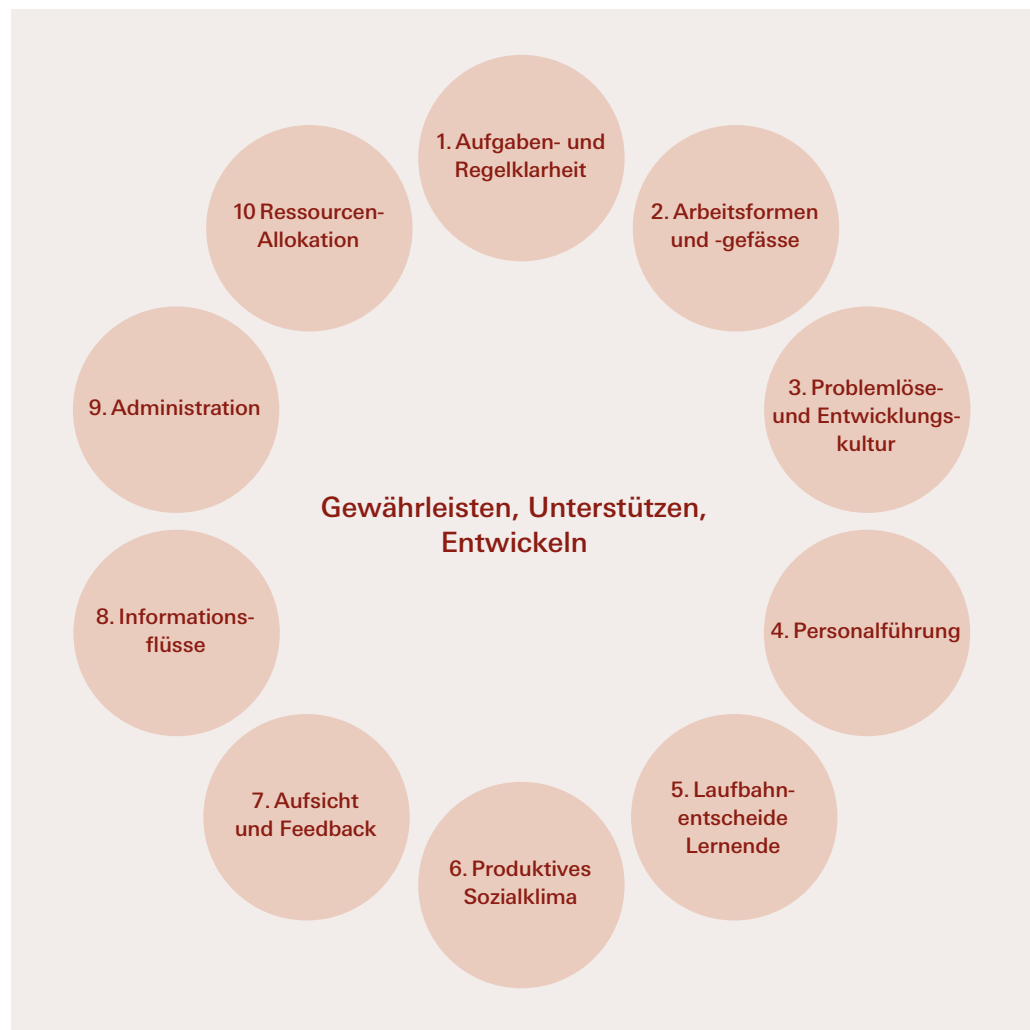 1. Aufgaben- und
Regelklarheit
2. Arbeitsformen
und -gefässe
3. Problemlöse-
und Entwicklungs-
kultur
4. Personalführung
5. Laufbahn-
entscheide
Lernende
6. Produktives
Sozialklima
7. Aufsicht
und Feedback
8. Informations-
flüsse
9. Administration
10 Ressourcen-
Allokation
Gewährleisten, Unterstützen,
Entwickeln